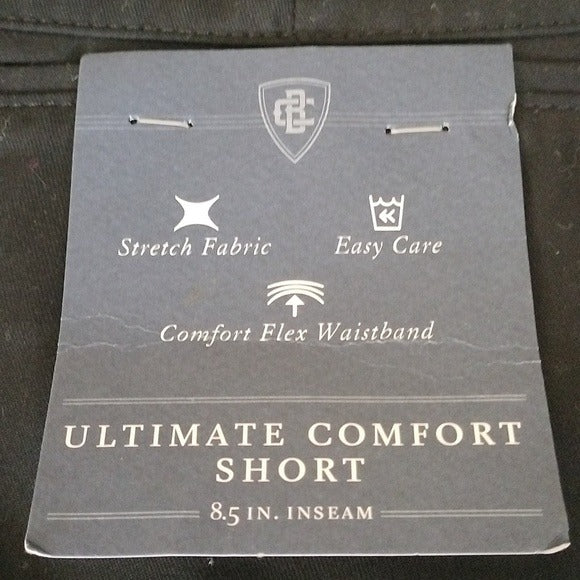 Stretch Fabric
Easy Care
Comfort Flex Waistband
ULTIMATE COMFORT
SHORT
8.5 IN. INSEAM